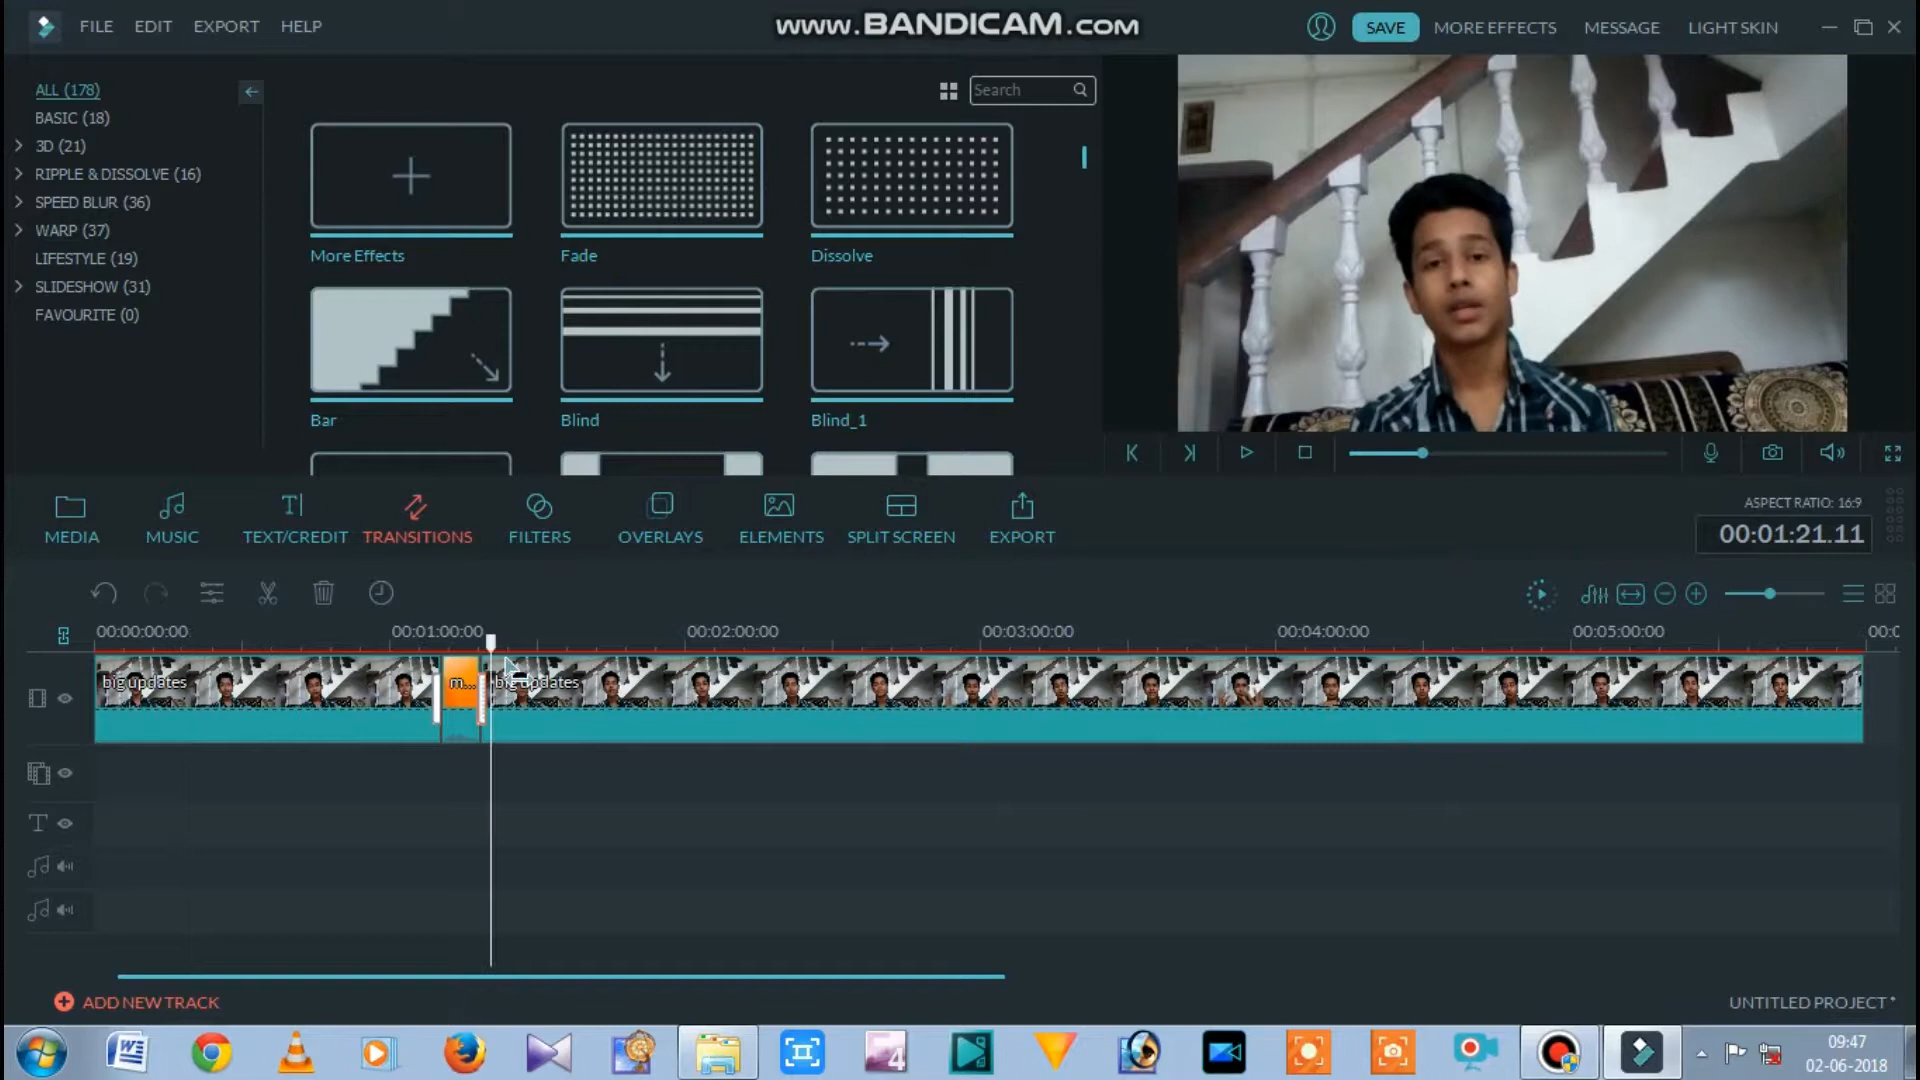 FILE EDIT EXPORT HELP
www.BANDICAM.com
SAVE MORE EFFECTS MESSAGE LIGHT SKIN
ALL (178)
BASIC (18)
3D (21)
RIPPLE & DISSOLVE (16)
SPEED BLUR (36)
WARP (37)
LIFESTYLE (19)
SLIDESHOW (31)
FAVOURITE (0)
Search
More Effects Fade Dissolve
Bar Blind Blind_1
MEDIA MUSIC TEXT/CREDIT TRANSITIONS FILTERS OVERLAYS ELEMENTS SPLIT SCREEN EXPORT
ASPECT RATIO: 16:9
00:01:21.11
00:00:00:00 00:01:00:00 00:02:00:00 00:03:00:00 00:04:00:00 00:05:00:00 00:0
big updates m... big updates
ADD NEW TRACK
UNTITLED PROJECT *
09:47
02-06-2018